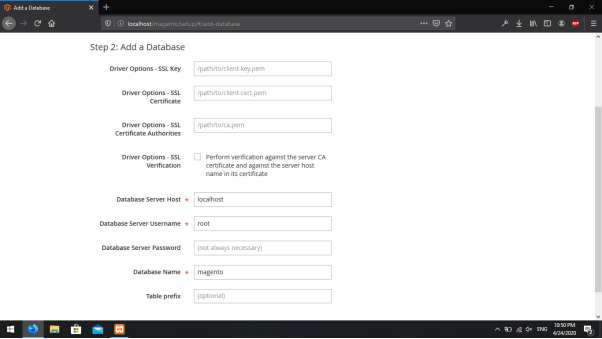 Add a Database
localhost/magento/setup/#/add-database
Step 2: Add a Database
Driver Options - SSL Key
/path/to/client-key.pem
Driver Options - SSL
Certificate
/path/to/client-cert.pem
Driver Options - SSL
Certificate Authorities
/path/to/ca.pem
Driver Options - SSL
Verification
Perform verification against the server CA
certificate and against the server host
name in its certificate
Database Server Host *
localhost
Database Server Username *
root
Database Server Password
(not always necessary)
Database Name *
magento
Table prefix
(optional)
ENG
10:50 PM
4/24/2020